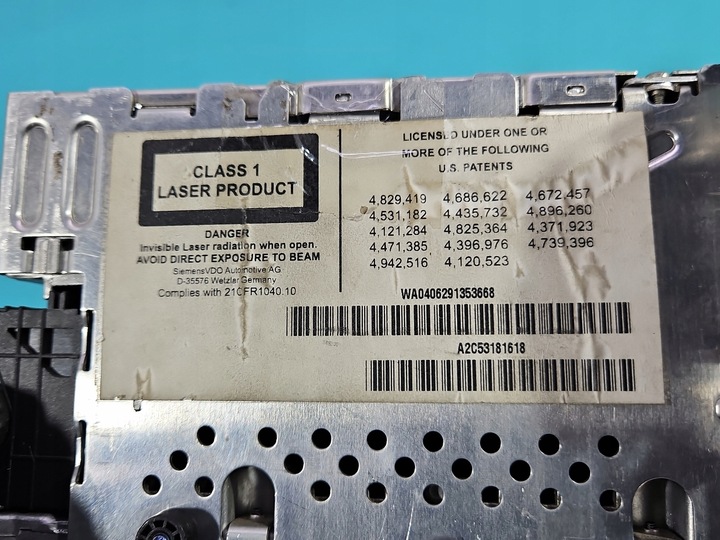 CLASS 1
LASER PRODUCT
DANGER
Invisible Laser radiation when open.
AVOID DIRECT EXPOSURE TO BEAM
SiemensVDO Automotive AG
D-35576 Wetzlar Germany
Complies with 21CFR1040.10
LICENSED UNDER ONE OR
MORE OF THE FOLLOWING
U.S. PATENTS
4,829,419 4,686,622 4,672,457
4,531,182 4,435,732 4,896,260
4,121,284 4,825,364 4,371,923
4,471,385 4,396,976 4,739,396
4,942,516 4,120,523
WA0406291353668
A2C53181618